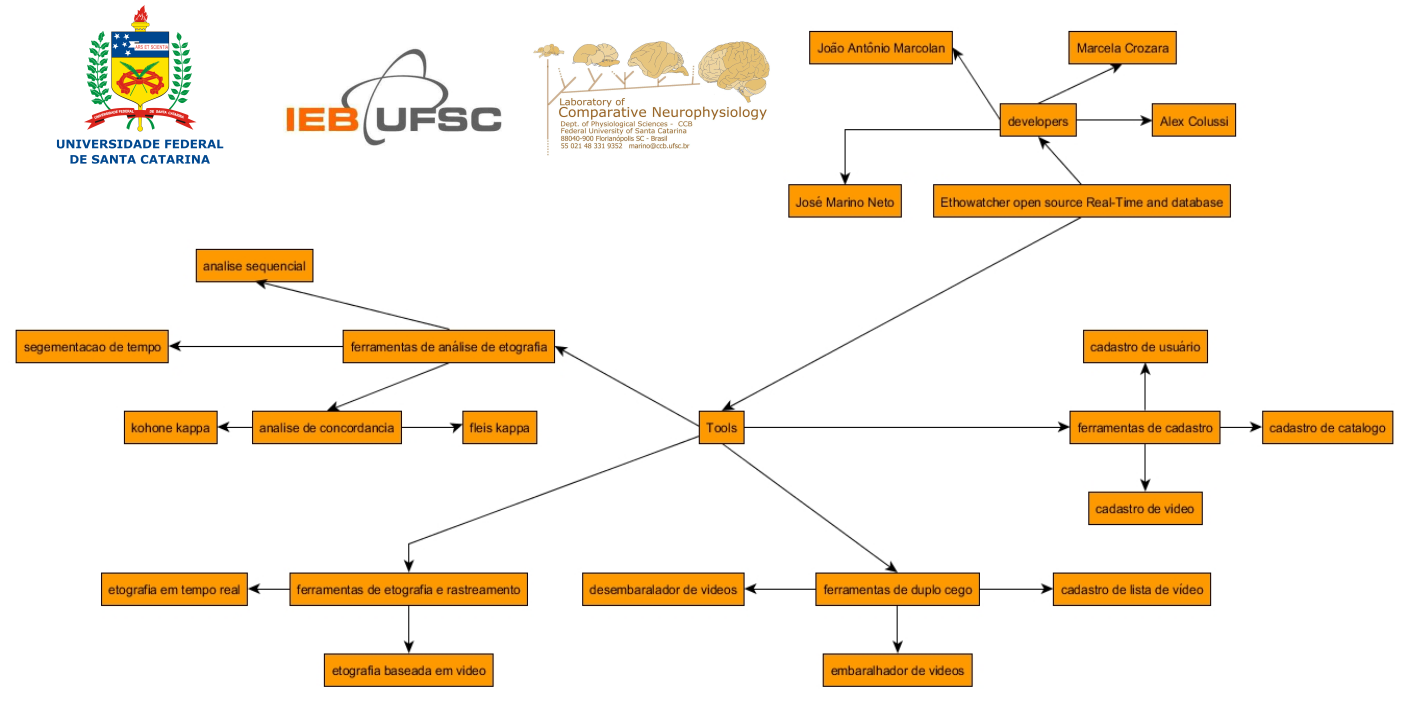 ARS ET SCIENTIA
UNIVERSIDADE FEDERAL DE SANTA CATARINA
UNIVERSIDADE FEDERAL
DE SANTA CATARINA
IEB UFSC
Laboratory of
Comparative Neurophysiology
Dept. of Physiological Sciences - CCB
Federal University of Santa Catarina
88040-900 Florianópolis SC - Brasil
55 021 48 331 9352 marino@ccb.ufsc.br
João Antônio Marcolan
Marcela Crozara
developers
Alex Colussi
José Marino Neto
Ethowatcher open source Real-Time and database
analise sequencial
segementacao de tempo
ferramentas de análise de etografia
cadastro de usuário
kohone kappa
analise de concordancia
fleis kappa
Tools
ferramentas de cadastro
cadastro de catalogo
cadastro de video
etografia em tempo real
ferramentas de etografia e rastreamento
desembaralador de videos
ferramentas de duplo cego
cadastro de lista de vídeo
etografia baseada em video
embaralhador de videos